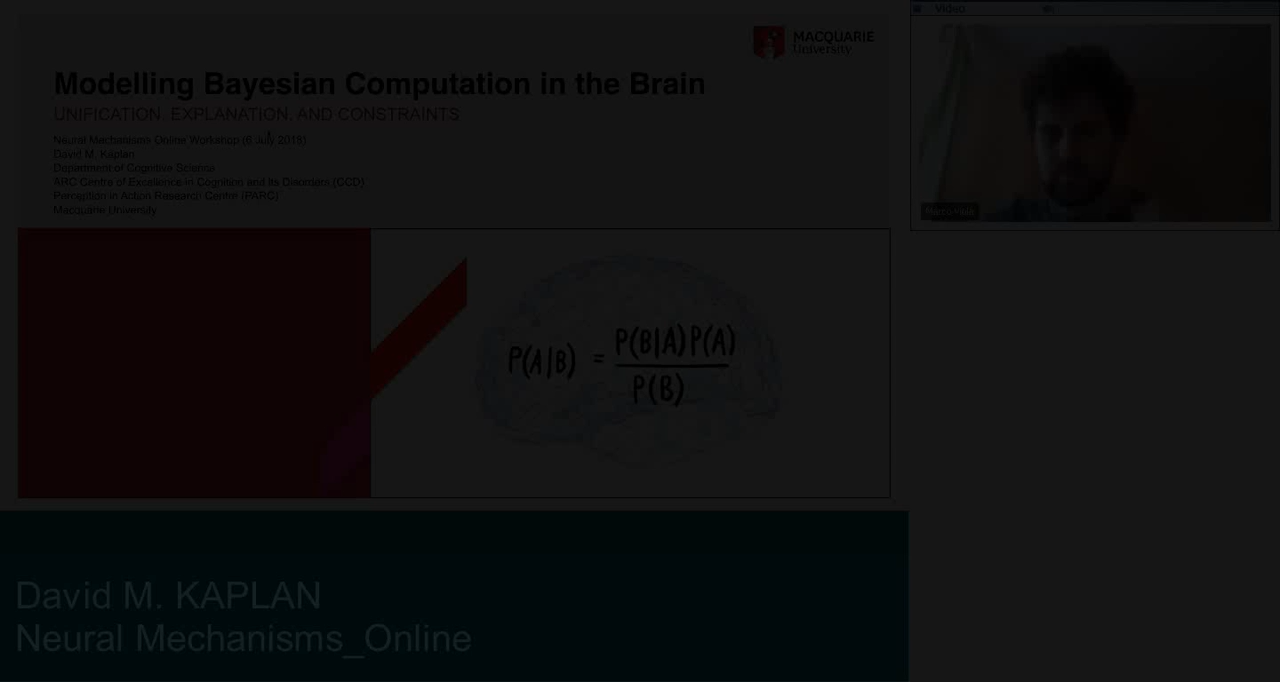 MACQUARIE
University
Modelling Bayesian Computation in the Brain
UNIFICATION, EXPLANATION, AND CONSTRAINTS
Neural Mechanisms Online Workshop (6 July 2018)
David M. Kaplan
Department of Cognitive Science
ARC Centre of Excellence in Cognition and its Disorders (CCD)
Perception in Action Research Centre (PARC)
Macquarie University
P(A|B) = P(B|A)P(A)
P(B)
David M. KAPLAN
Neural Mechanisms_Online
Video